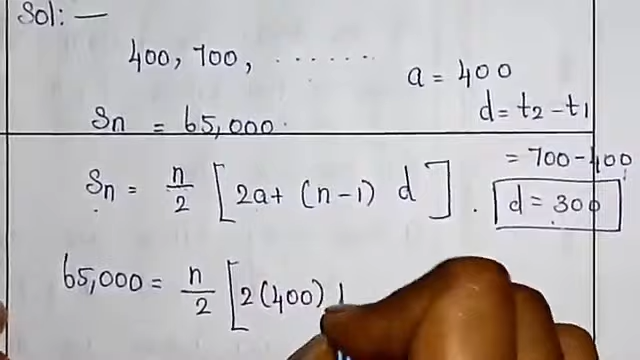 Sol:—
400, 700, ........
a = 400
Sn = 65,000.
d = t2 - t1
= 700 - 400
Sn = n/2 [2a + (n-1) d].
d = 300
65,000 = n/2 [2(400)